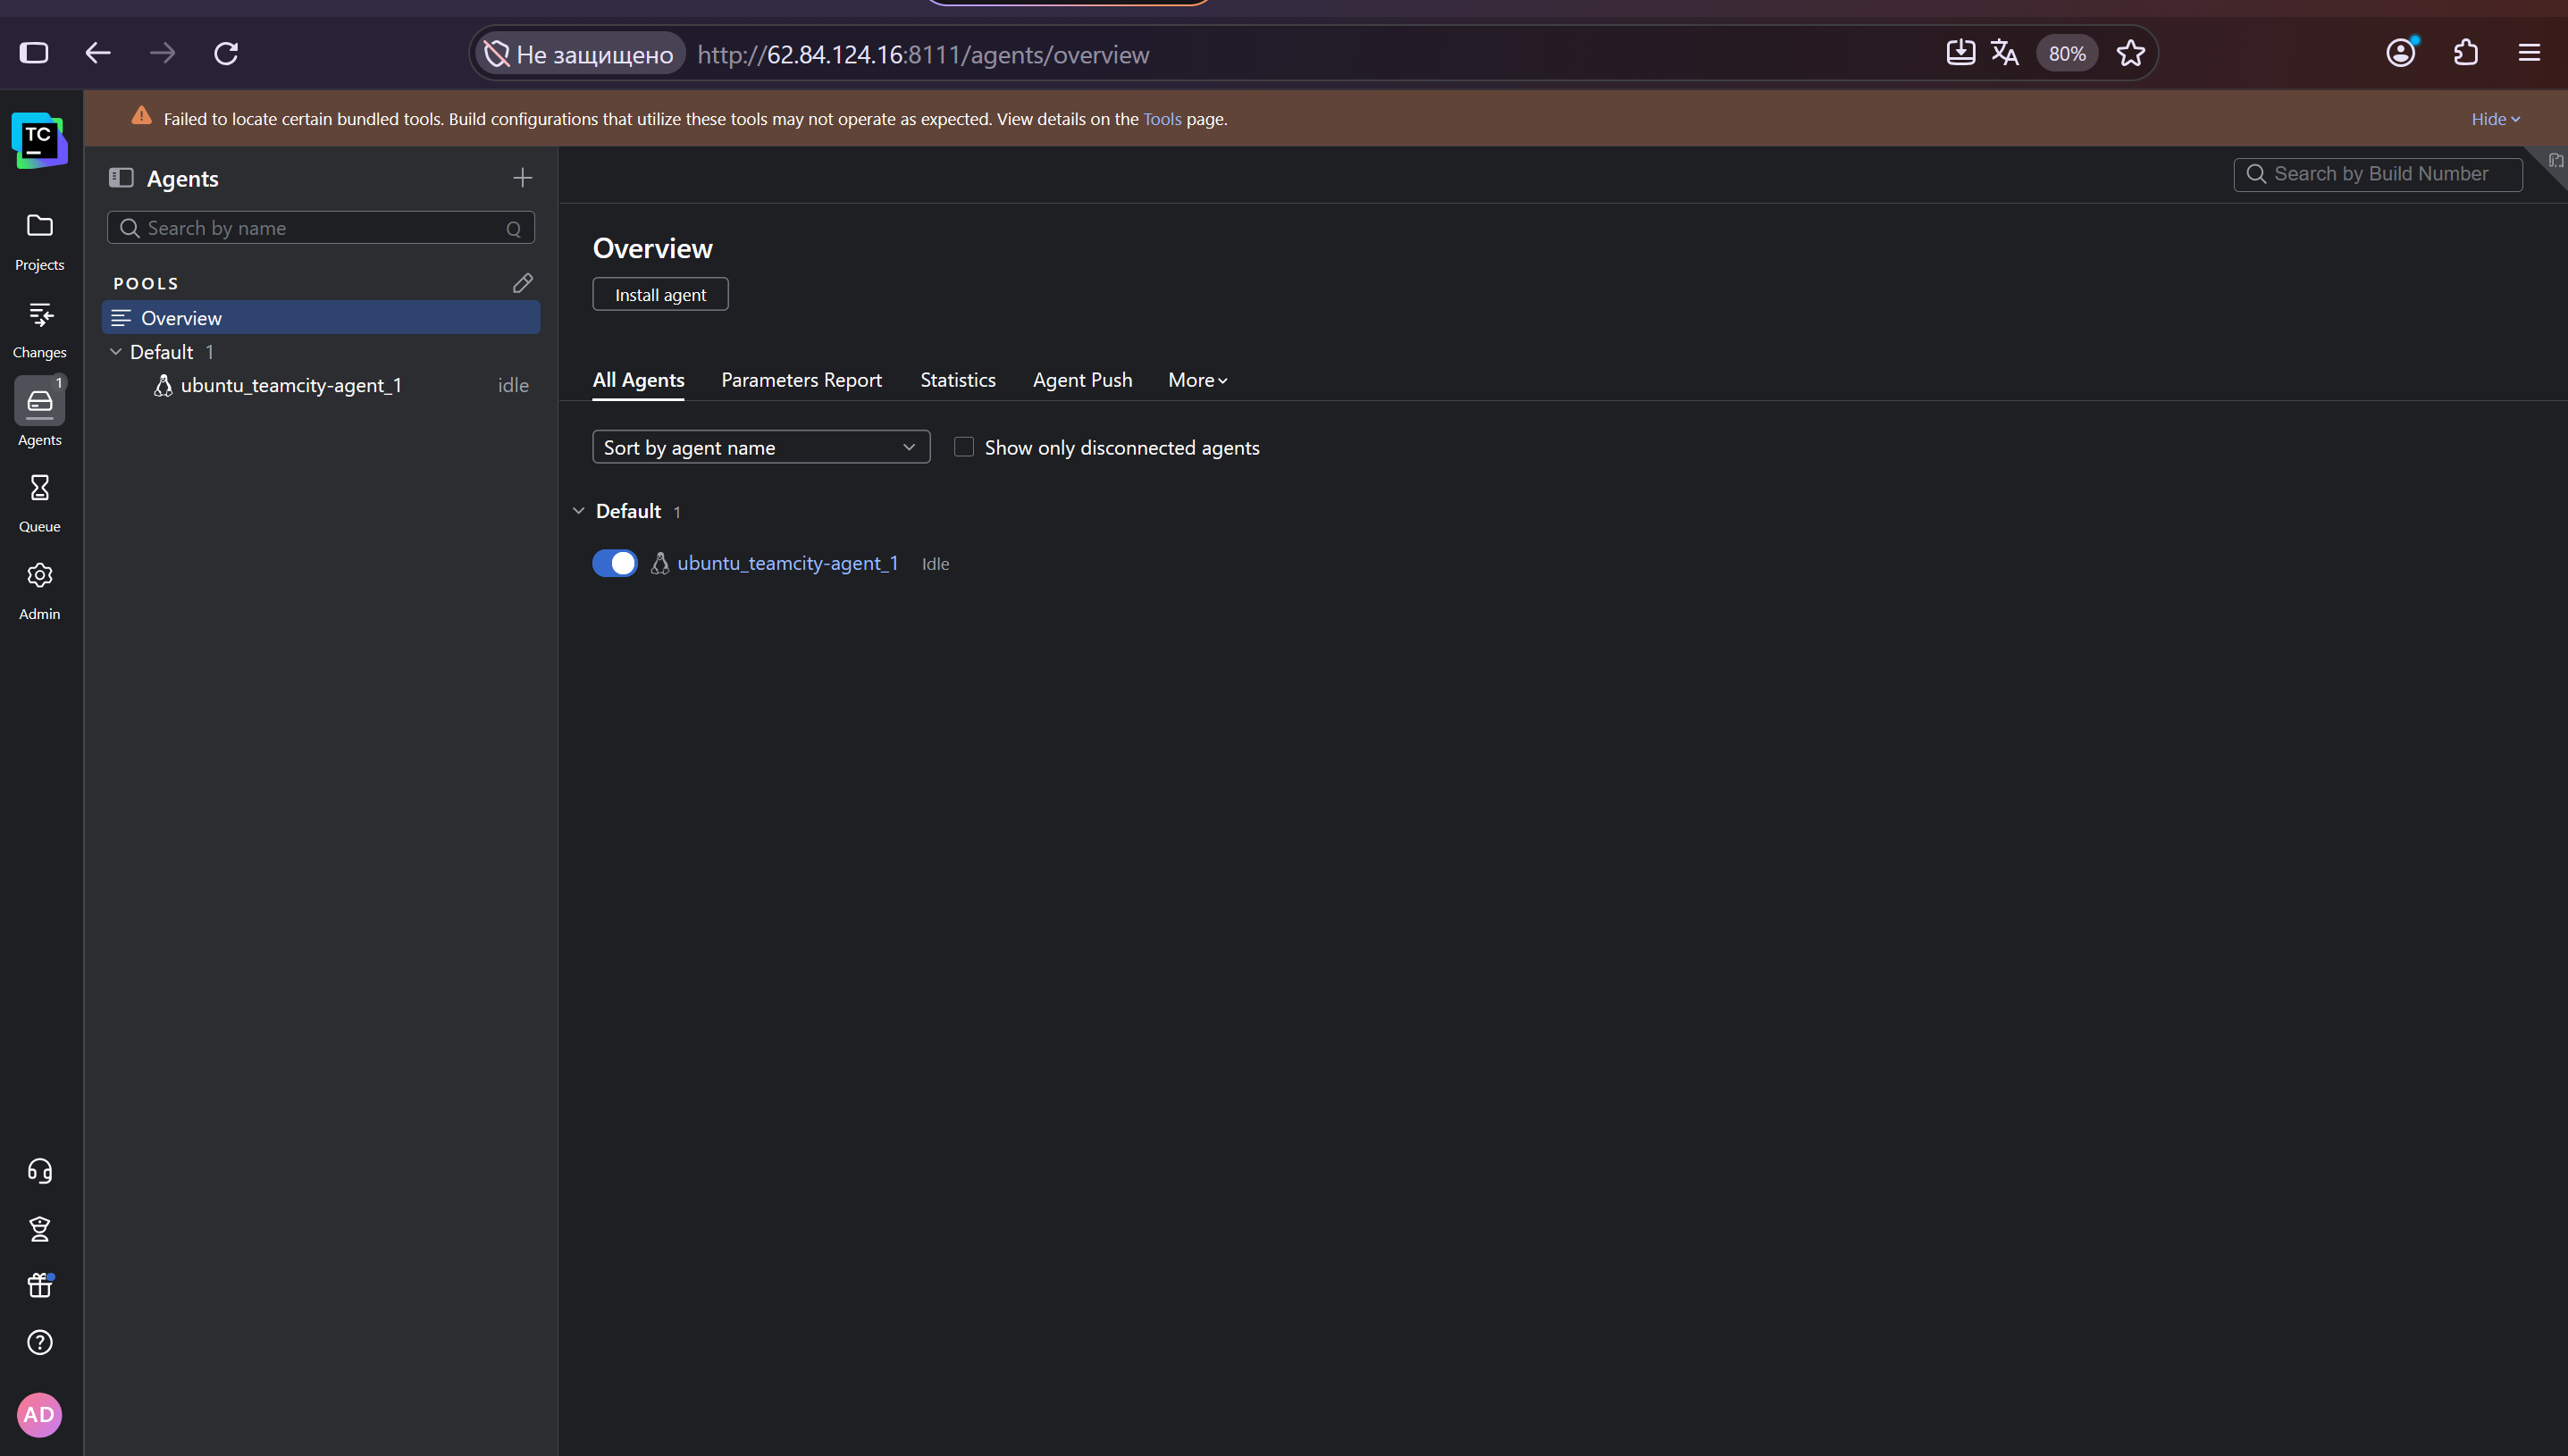 Не защищено http://62.84.124.16:8111/agents/overview 80%
Failed to locate certain bundled tools. Build configurations that utilize these tools may not operate as expected. View details on the Tools page. Hide
TC
Projects
Changes
1
Agents
Queue
Admin
AD
Agents
Search by name Q
POOLS
Overview
Default 1
ubuntu_teamcity-agent_1 idle
Search by Build Number
Overview
Install agent
All Agents Parameters Report Statistics Agent Push More
Sort by agent name Show only disconnected agents
Default 1
ubuntu_teamcity-agent_1 Idle